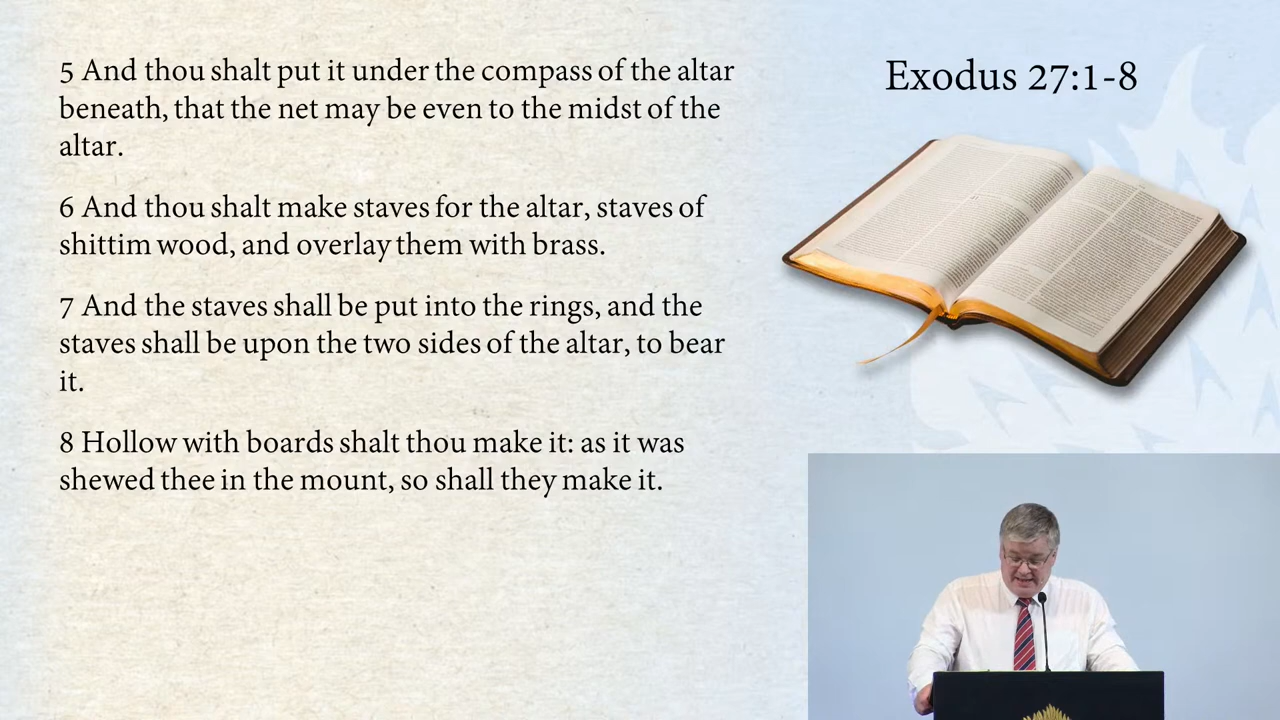 5 And thou shalt put it under the compass of the altar
beneath, that the net may be even to the midst of the
altar.
6 And thou shalt make staves for the altar, staves of
shittim wood, and overlay them with brass.
7 And the staves shall be put into the rings, and the
staves shall be upon the two sides of the altar, to bear
it.
8 Hollow with boards shalt thou make it: as it was
shewed thee in the mount, so shall they make it.
Exodus 27:1-8